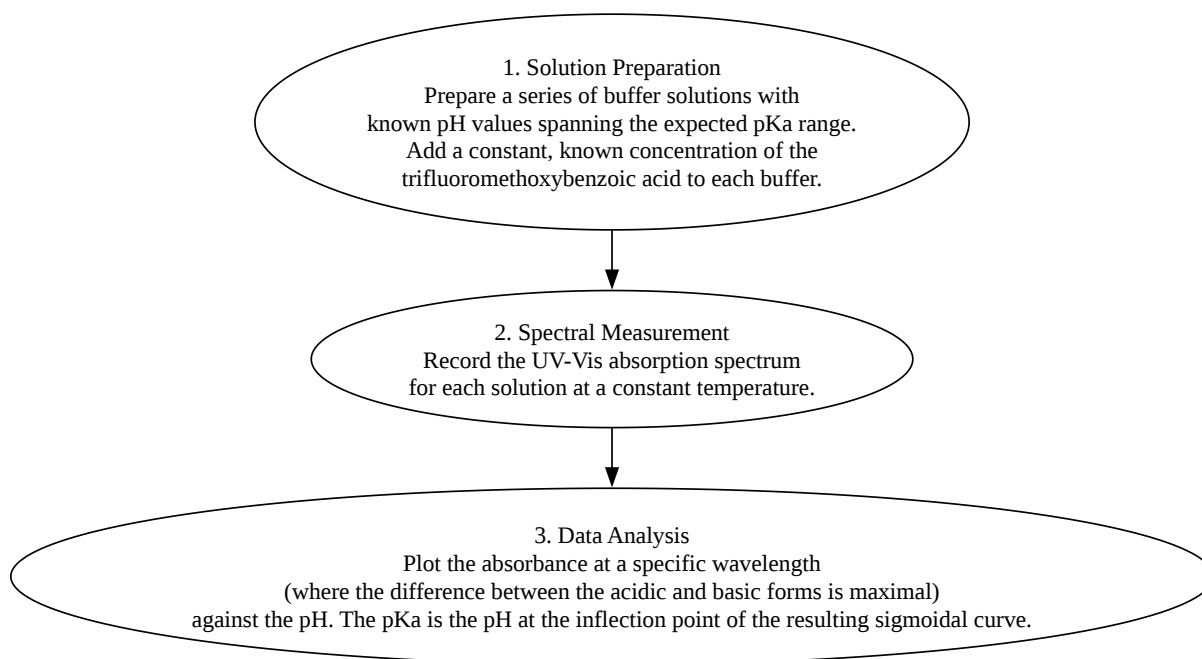 1. Solution Preparation
Prepare a series of buffer solutions with
known pH values spanning the expected pKa range.
Add a constant, known concentration of the
trifluoromethoxybenzoic acid to each buffer.
2. Spectral Measurement
Record the UV-Vis absorption spectrum
for each solution at a constant temperature.
3. Data Analysis
Plot the absorbance at a specific wavelength
(where the difference between the acidic and basic forms is maximal)
against the pH. The pKa is the pH at the inflection point of the resulting sigmoidal curve.